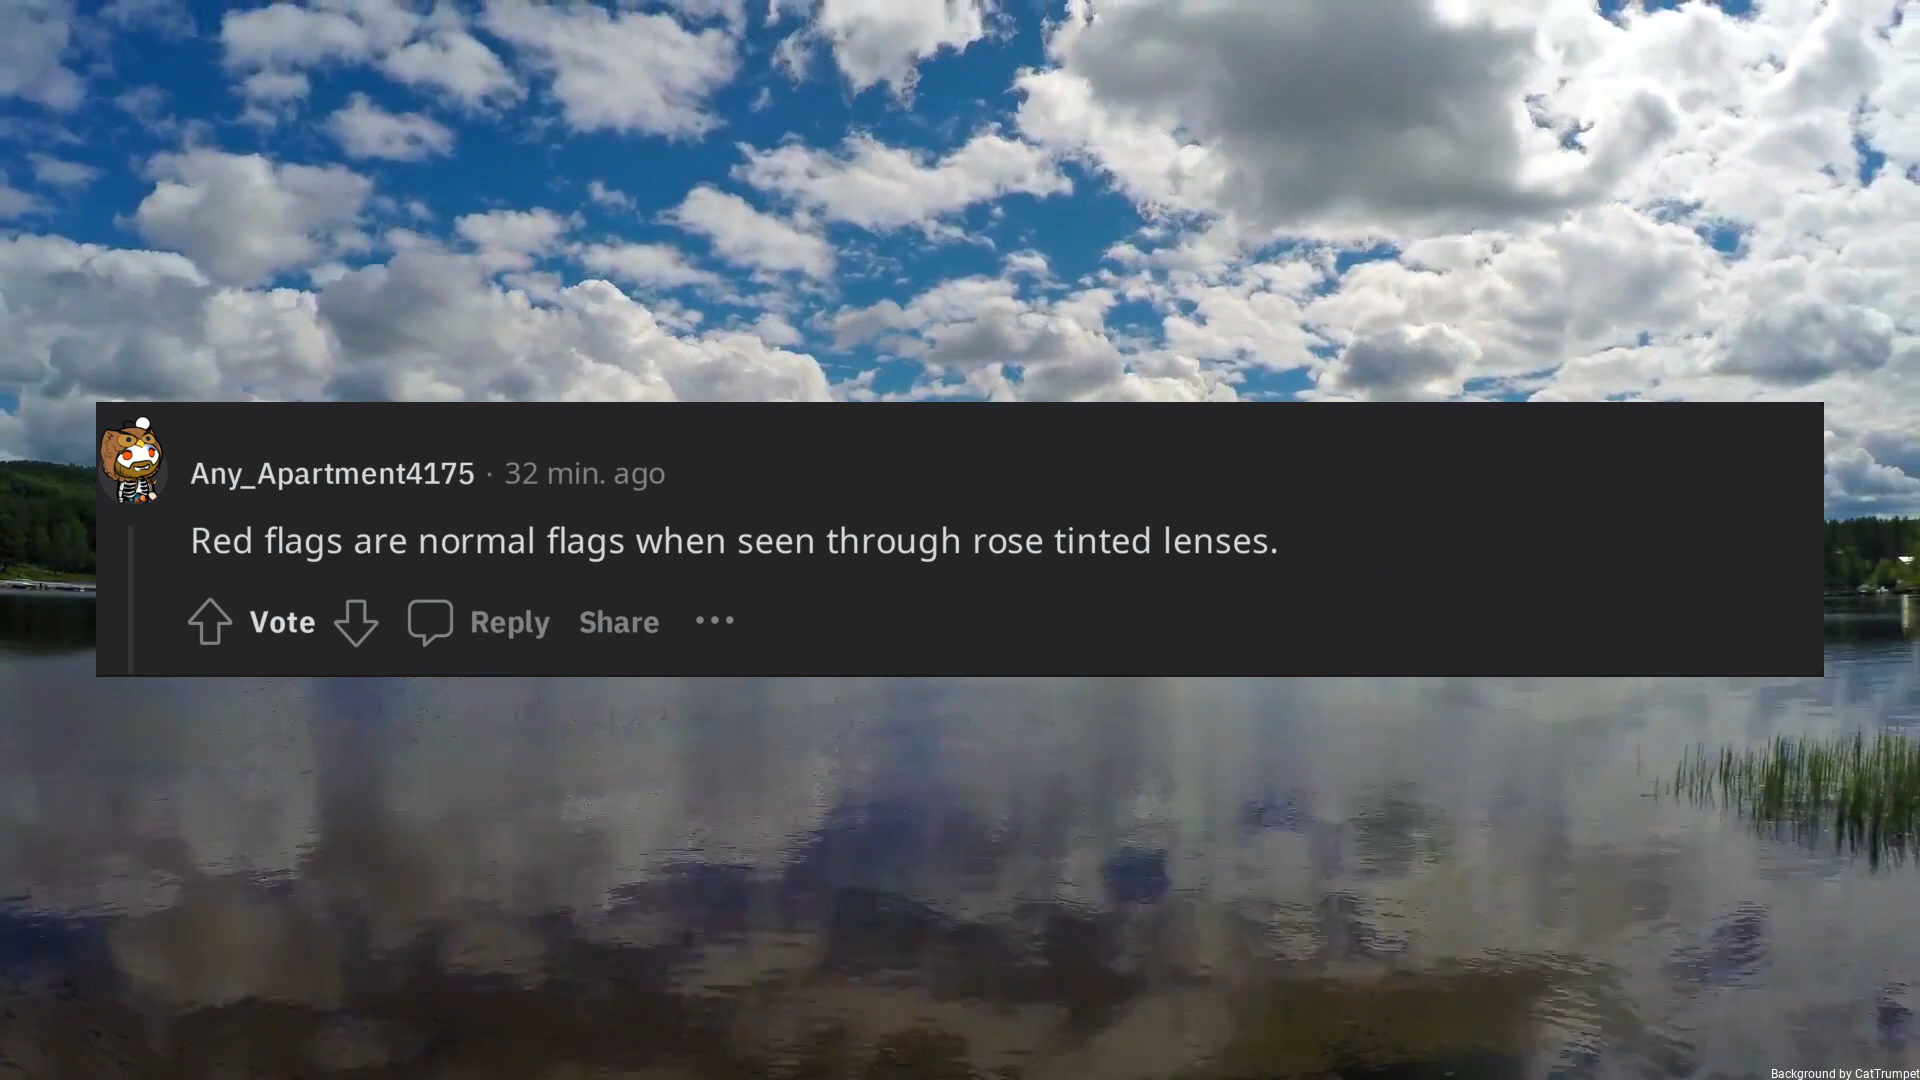 Any_Apartment4175 · 32 min. ago
Red flags are normal flags when seen through rose tinted lenses.
Vote Reply Share ···
Background by CatTrumpet